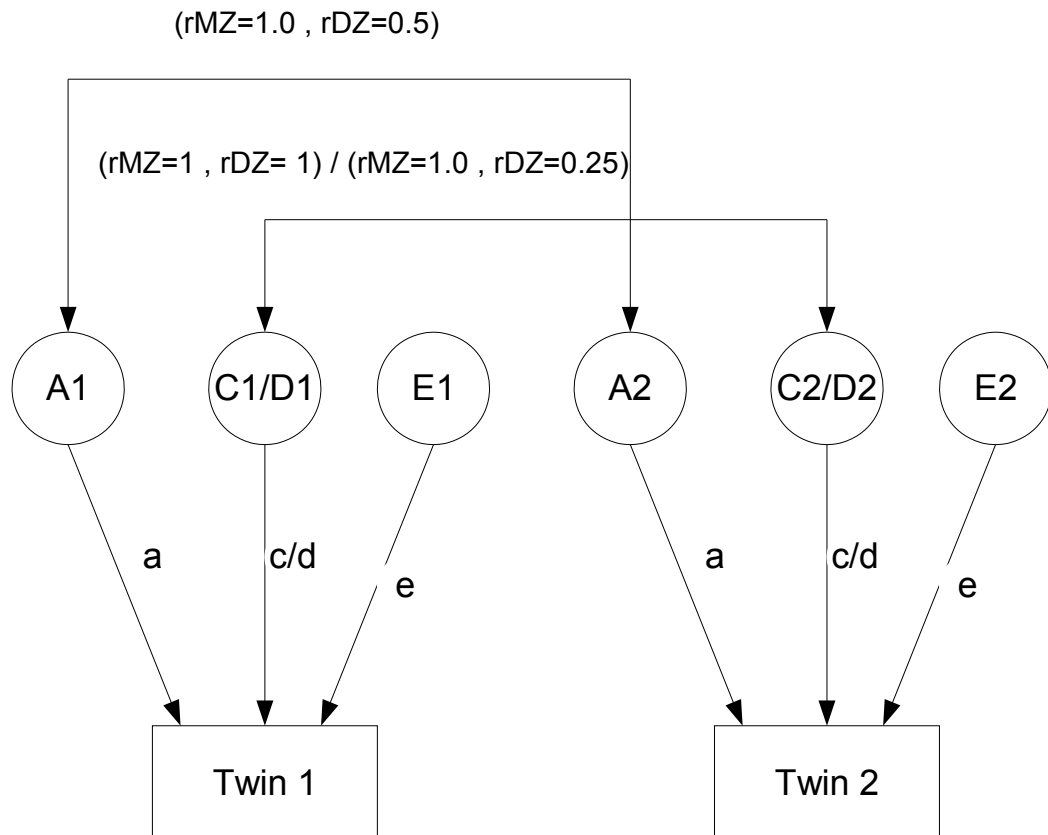 (rMZ=1.0 , rDZ=0.5)
(rMZ=1 , rDZ= 1) / (rMZ=1.0 , rDZ=0.25)
A1 C1/D1 E1 A2 C2/D2 E2
a c/d e a c/d e
Twin 1 Twin 2